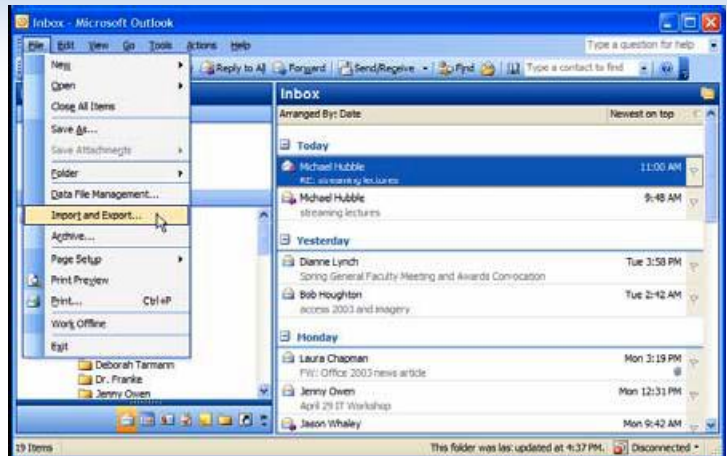 Inbox - Microsoft Outlook
File Edit View Go Tools Actions Help Type a question for help
Reply to All Forward Send/Receive Find Type a contact to find
New
Open
Close All Items
Save As...
Save Attachments
Folder
Data File Management...
Import and Export...
Archive...
Page Setup
Print Preview
Print... Ctrl+P
Work Offline
Exit
Deborah Tarmann
Dr. Franke
Jenny Owen
Inbox
Arranged By: Date Newest on top
Today
Michael Hubble 11:00 AM
RE: streaming lectures
Michael Hubble 9:48 AM
streaming lectures
Yesterday
Dianne Lynch Tue 3:58 PM
Spring General Faculty Meeting and Awards Convocation
Bob Houghton Tue 2:42 AM
access 2003 and imagery
Monday
Laura Chapman Mon 3:19 PM
FW: Office 2003 news article
Jenny Owen Mon 12:31 PM
April 29 IT Workshop
Jason Whaley Mon 9:42 AM
19 Items This folder was last updated at 4:37 PM. Disconnected